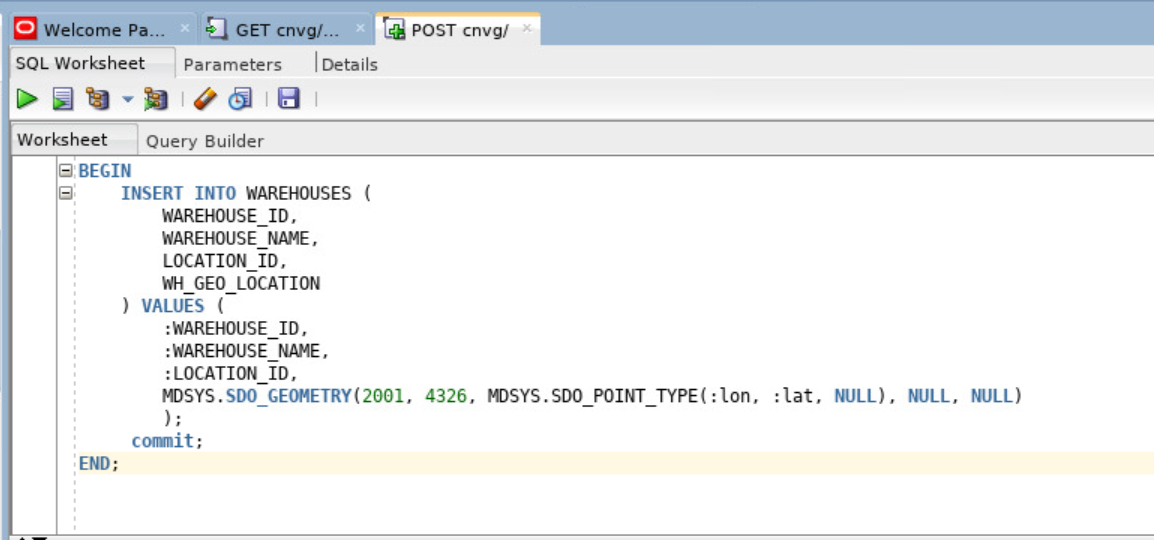 Welcome Pa... GET cnvg/... POST cnvg/
SQL Worksheet Parameters Details
Worksheet Query Builder
BEGIN
INSERT INTO WAREHOUSES (
WAREHOUSE_ID,
WAREHOUSE_NAME,
LOCATION_ID,
WH_GEO_LOCATION
) VALUES (
:WAREHOUSE_ID,
:WAREHOUSE_NAME,
:LOCATION_ID,
MDSYS.SDO_GEOMETRY(2001, 4326, MDSYS.SDO_POINT_TYPE(:lon, :lat, NULL), NULL, NULL)
);
commit;
END;